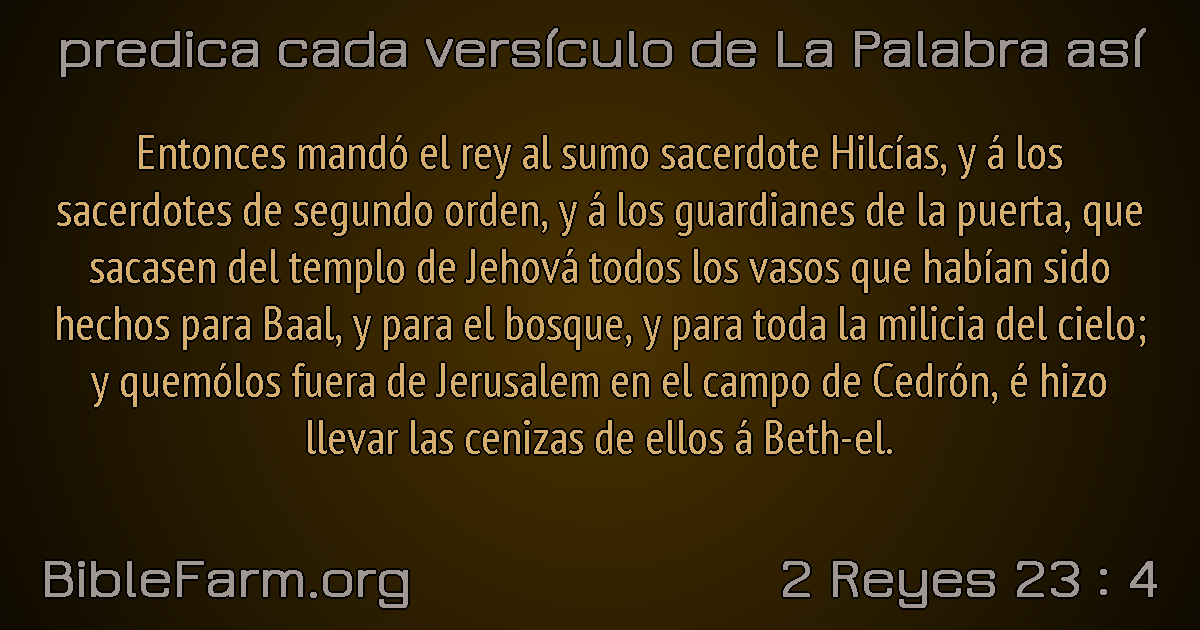 predica cada versículo de La Palabra así
Entonces mandó el rey al sumo sacerdote Hilcías, y á los
sacerdotes de segundo orden, y á los guardianes de la puerta, que
sacasen del templo de Jehová todos los vasos que habían sido
hechos para Baal, y para el bosque, y para toda la milicia del cielo;
y quemólos fuera de Jerusalem en el campo de Cedrón, é hizo
llevar las cenizas de ellos á Beth-el.
BibleFarm.org
2 Reyes 23 : 4